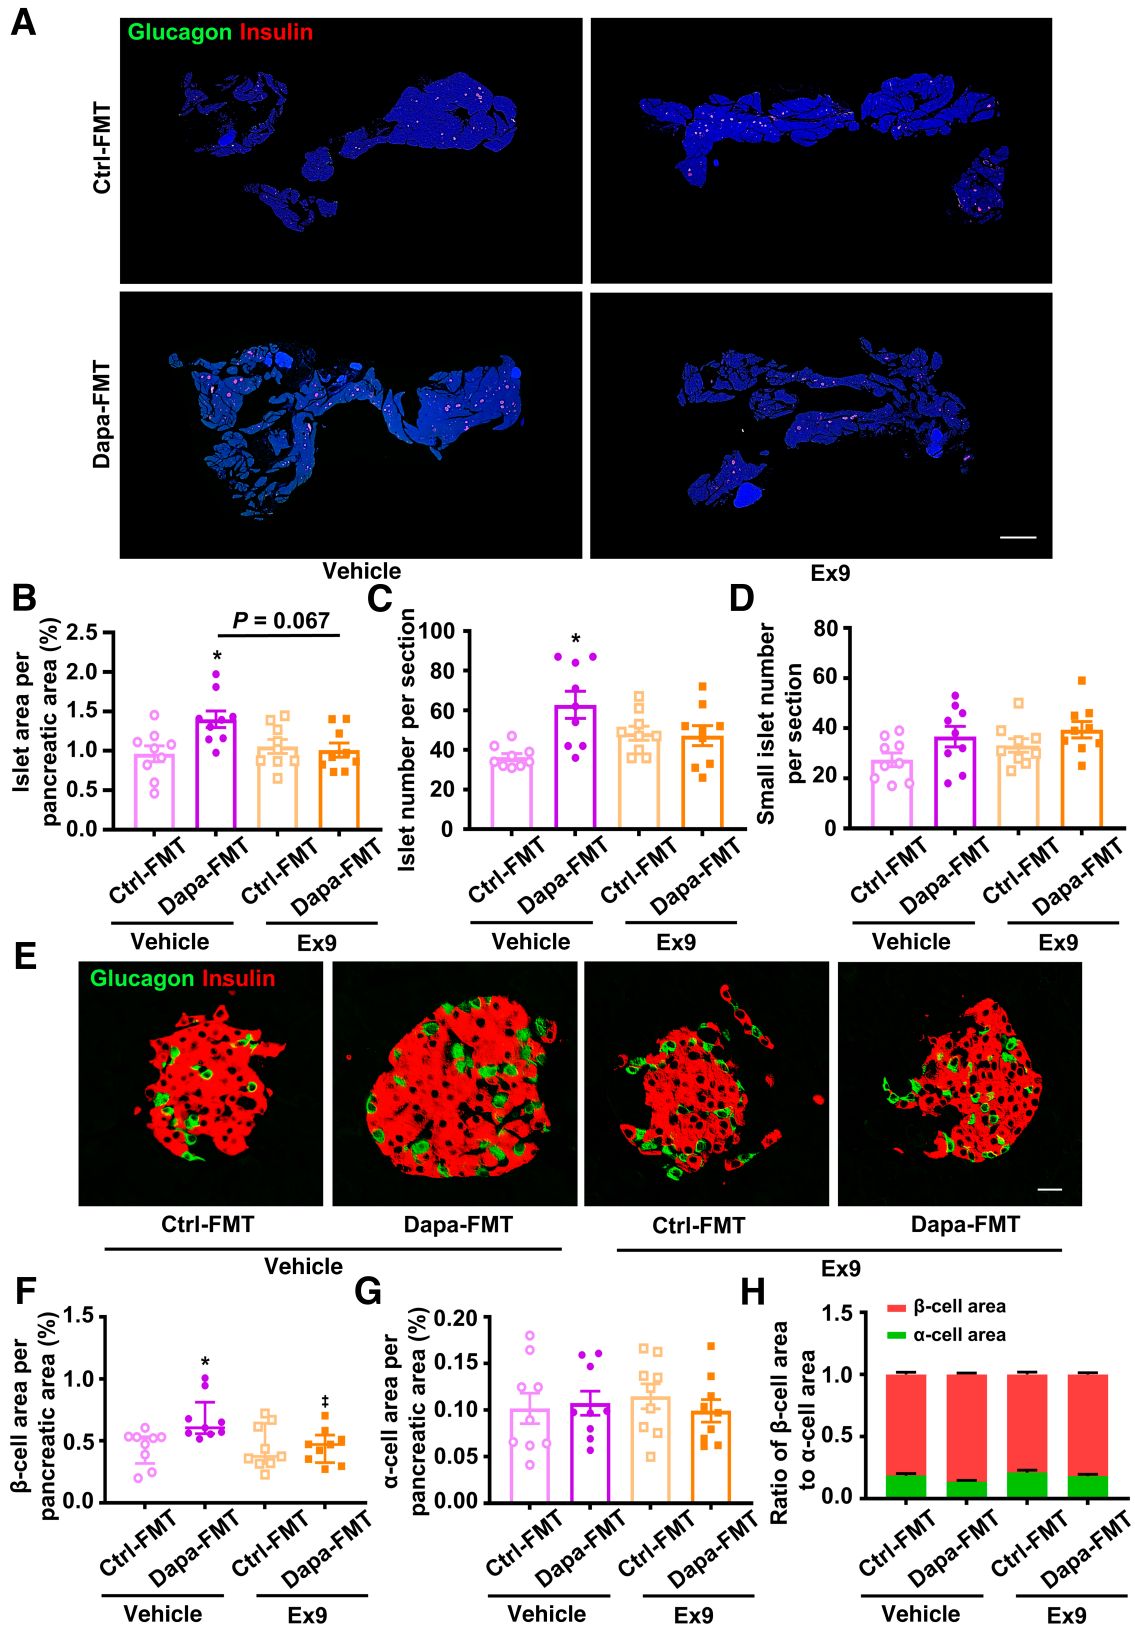 A
Glucagon Insulin
Ctrl-FMT
Dapa-FMT
Vehicle
Ex9
B
Islet area per
pancreatic area (%)
2.5
2.0
1.5
1.0
0.5
0.0
*
P = 0.067
Ctrl-FMT
Dapa-FMT
Ctrl-FMT
Dapa-FMT
Vehicle
Ex9
C
Islet number per section
100
80
60
40
20
0
*
Ctrl-FMT
Dapa-FMT
Ctrl-FMT
Dapa-FMT
Vehicle
Ex9
D
Small islet number
per section
80
60
40
20
0
Ctrl-FMT
Dapa-FMT
Ctrl-FMT
Dapa-FMT
Vehicle
Ex9
E
Glucagon Insulin
Ctrl-FMT
Dapa-FMT
Ctrl-FMT
Dapa-FMT
Vehicle
Ex9
F
β-cell area per
pancreatic area (%)
1.5
1.0
0.5
0.0
*
‡
Ctrl-FMT
Dapa-FMT
Ctrl-FMT
Dapa-FMT
Vehicle
Ex9
G
α-cell area per
pancreatic area (%)
0.20
0.15
0.10
0.05
0.00
Ctrl-FMT
Dapa-FMT
Ctrl-FMT
Dapa-FMT
Vehicle
Ex9
H
Ratio of β-cell area
to α-cell area
1.5
1.0
0.5
0.0
β-cell area
α-cell area
Ctrl-FMT
Dapa-FMT
Ctrl-FMT
Dapa-FMT
Vehicle
Ex9